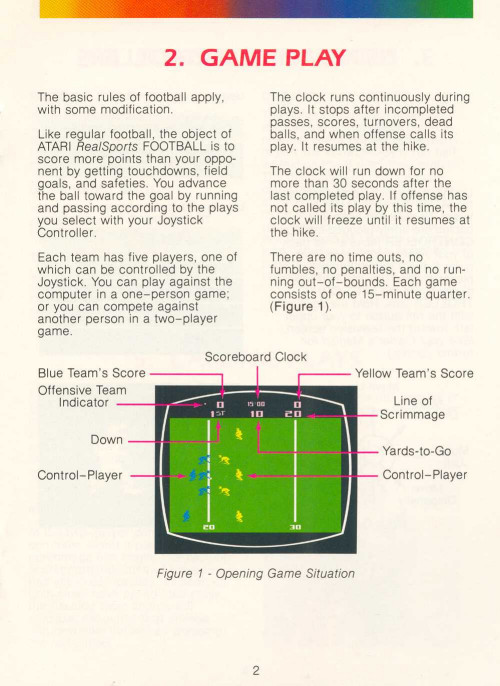 2. GAME PLAY
The basic rules of football apply,
with some modification.
Like regular football, the object of
ATARI RealSports FOOTBALL is to
score more points than your oppo-
nent by getting touchdowns, field
goals, and safeties. You advance
the ball toward the goal by running
and passing according to the plays
you select with your Joystick
Controller.
Each team has five players, one of
which can be controlled by the
Joystick. You can play against the
computer in a one-person game;
or you can compete against
another person in a two-player
game.
The clock runs continuously during
plays. It stops after incompleted
passes, scores, turnovers, dead
balls, and when offense calls its
play. It resumes at the hike.
The clock will run down for no
more than 30 seconds after the
last completed play. If offense has
not called its play by this time, the
clock will freeze until it resumes at
the hike.
There are no time outs, no
fumbles, no penalties, and no run-
ning out-of-bounds. Each game
consists of one 15-minute quarter.
(Figure 1).
Scoreboard Clock
Blue Team's Score
Yellow Team's Score
Offensive Team
Indicator
Line of
Scrimmage
Down
Yards-to-Go
Control-Player
Control-Player
0 15:00 0
1ST 10 20
20 30
Figure 1 - Opening Game Situation
2